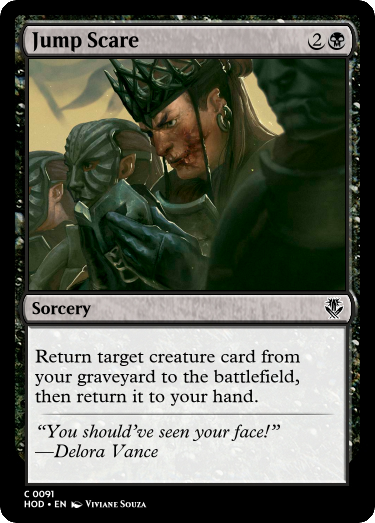 Jump Scare 2
Sorcery
Return target creature card from
your graveyard to the battlefield,
then return it to your hand.
“You should’ve seen your face!”
—Delora Vance
C 0091
HOD • EN Viviane Souza